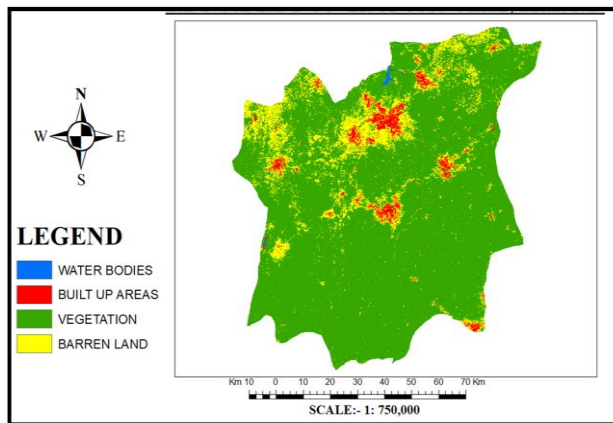 N
W E
S
LEGEND
WATER BODIES
BUILT UP AREAS
VEGETATION
BARREN LAND
Km 10 0 10 20 30 40 50 60 70 Km
SCALE:- 1: 750,000